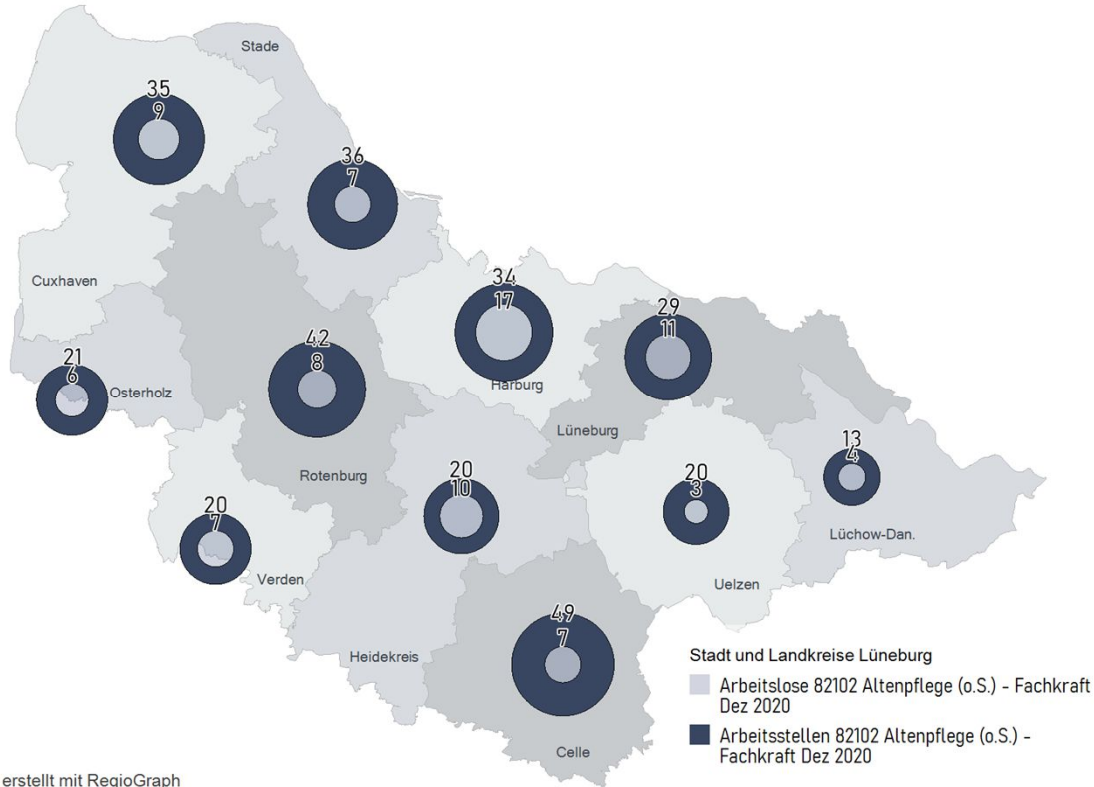 Stade
35
9
36
7
Cuxhaven
34
17
29
11
21
6
Osterholz
42
8
Harburg
Lüneburg
Rotenburg
20
10
20
3
13
4
Lüchow-Dan.
20
7
Verden
Uelzen
Heidekreis
49
7
Celle
Stadt und Landkreise Lüneburg
Arbeitslose 82102 Altenpflege (o.S.) - Fachkraft
Dez 2020
Arbeitsstellen 82102 Altenpflege (o.S.) -
Fachkraft Dez 2020
erstellt mit RegioGraph